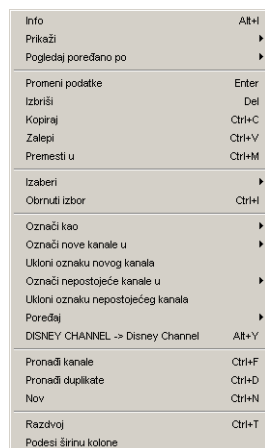 Info Alt+I
Prikaži
Pogledaj poređano po
Promeni podatke Enter
Izbriši Del
Kopiraj Ctrl+C
Zalepi Ctrl+V
Premesti u Ctrl+M
Izaberi
Obrnuti izbor Ctrl+I
Označi kao
Označi nove kanale u
Ukloni oznaku novog kanala
Označi nepostojeće kanale u
Ukloni oznaku nepostojećeg kanala
Poređaj
DISNEY CHANNEL -> Disney Channel Alt+Y
Pronađi kanale Ctrl+F
Pronađi duplikate Ctrl+D
Nov Ctrl+N
Razdvoj Ctrl+T
Podesi širinu kolone